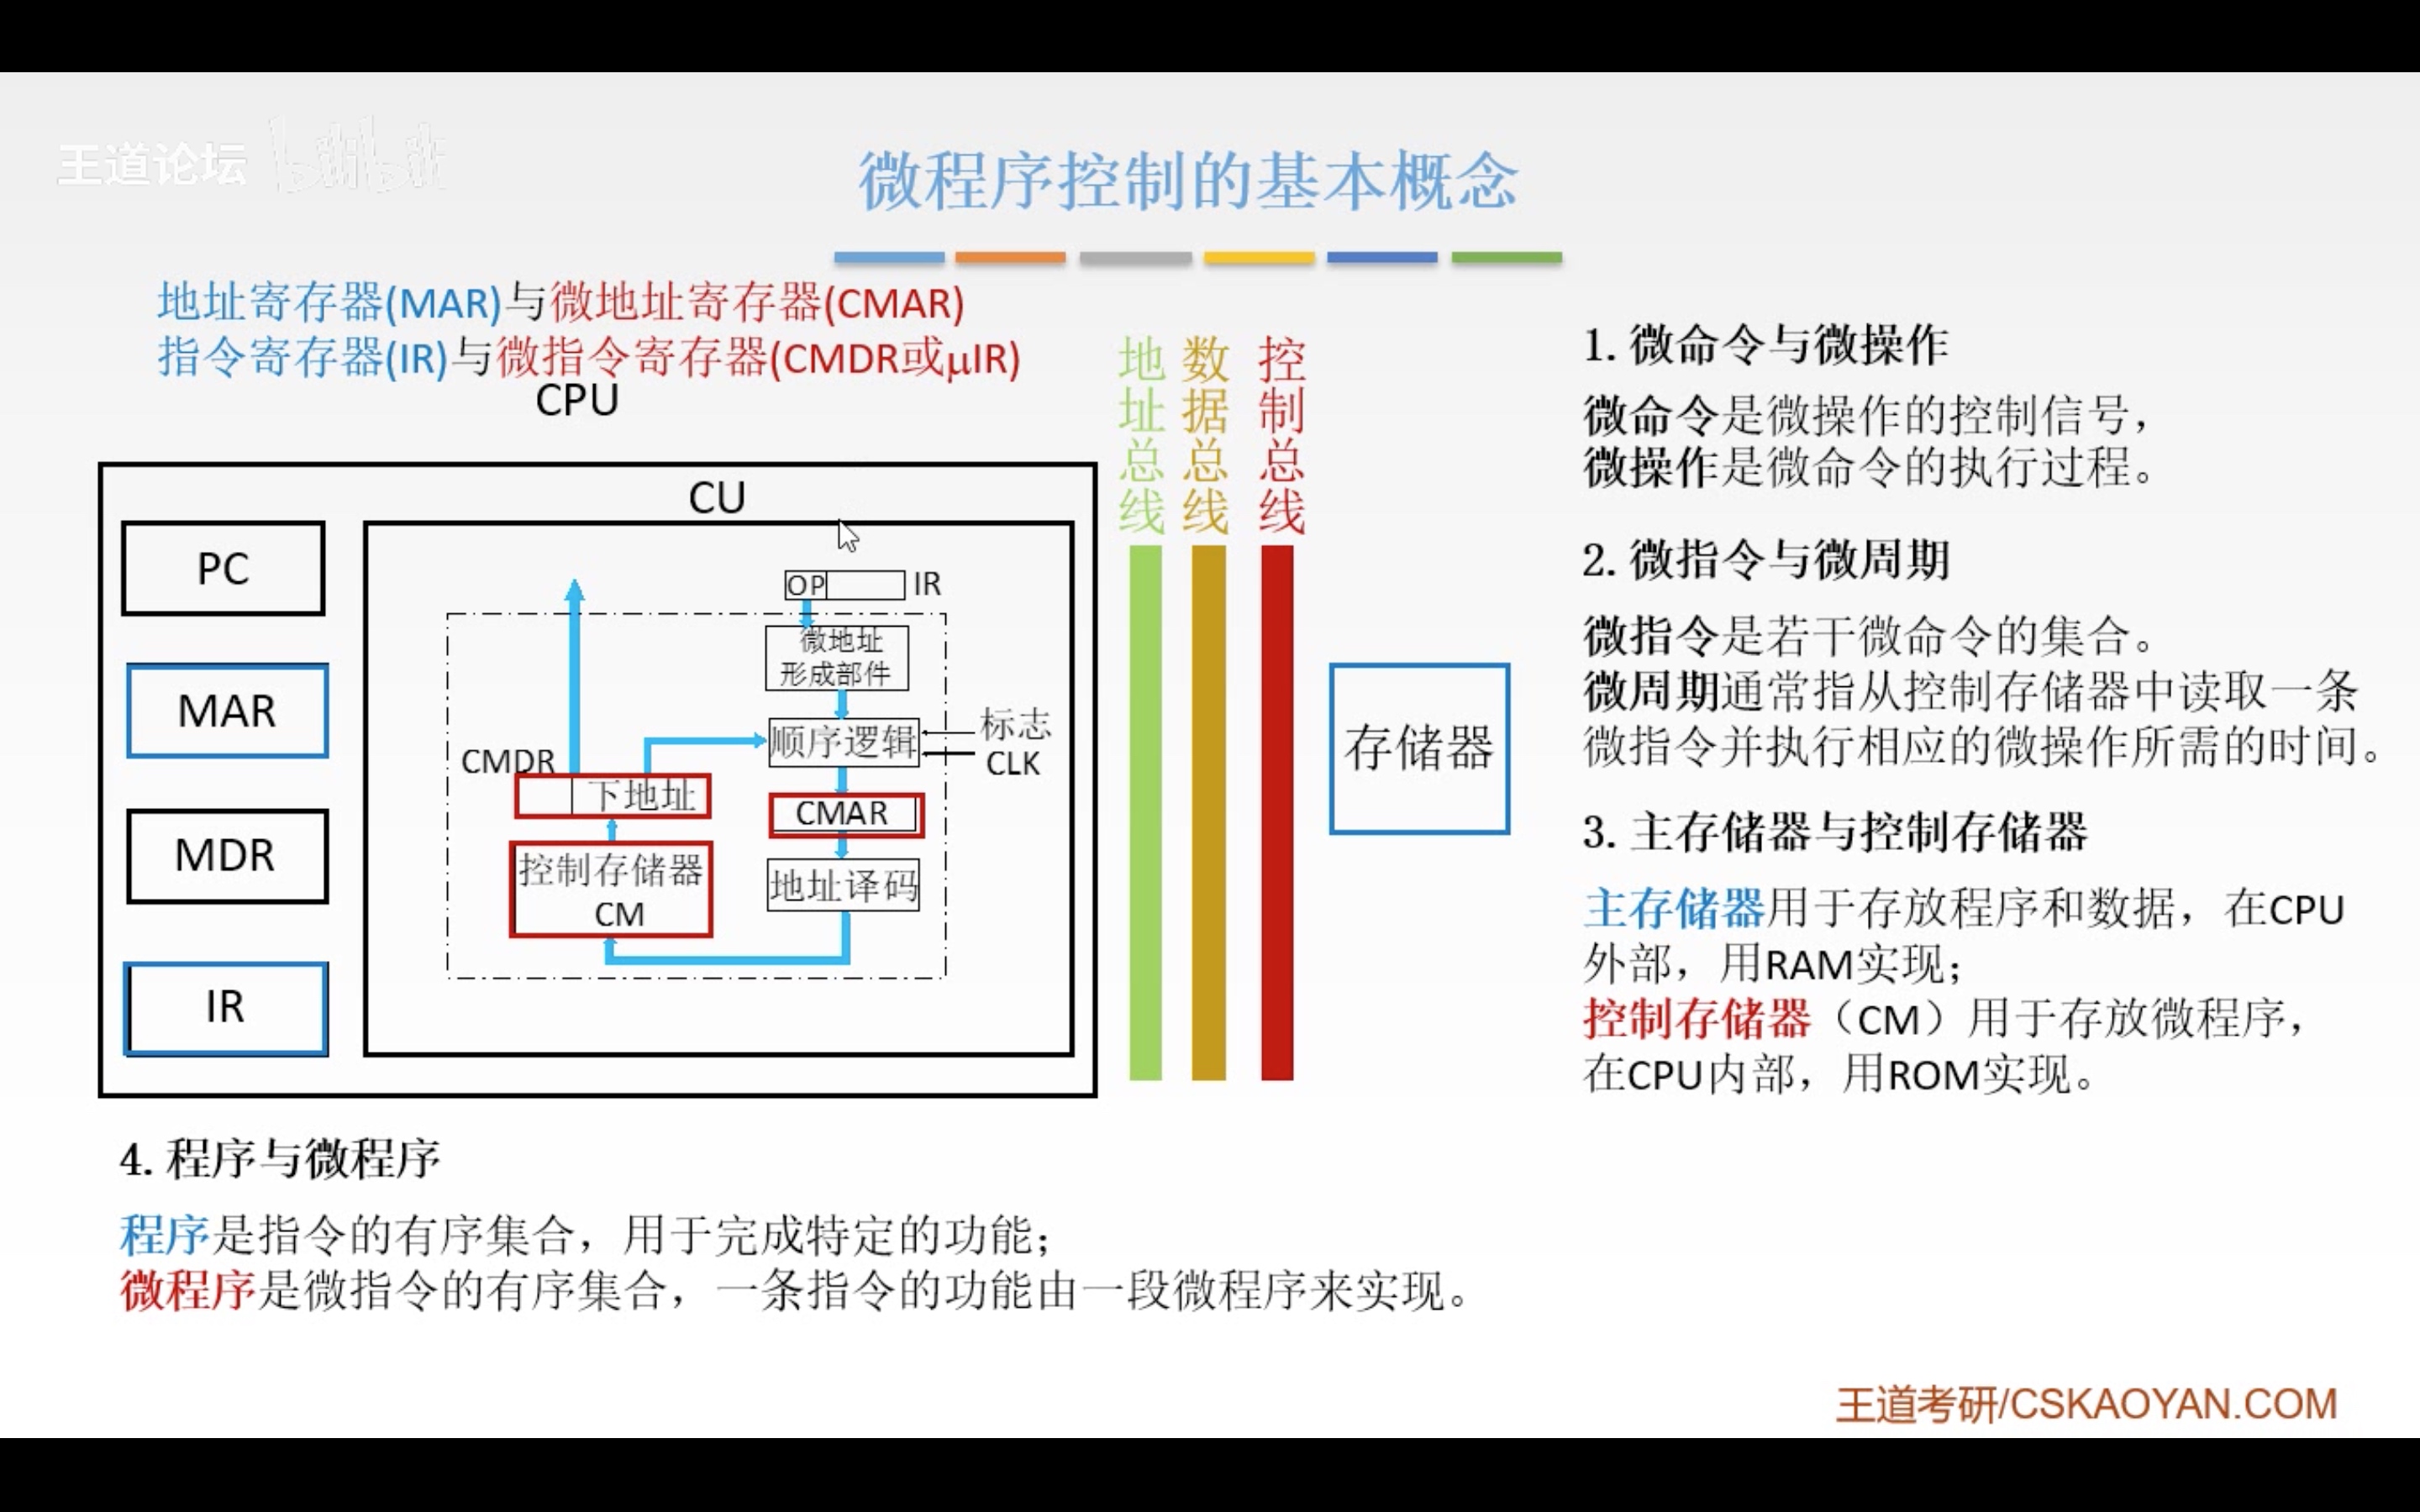 王道论坛 bilibili
微程序控制的基本概念
地址寄存器(MAR)与微地址寄存器(CMAR)
指令寄存器(IR)与微指令寄存器(CMDR或μIR)
CPU
CU
PC
MAR
MDR
IR
OP
IR
微地址
形成部件
顺序逻辑
标志
CLK
CMDR
下地址
CMAR
控制存储器
CM
地址译码
地址总线
数据总线
控制总线
存储器
1. 微命令与微操作
微命令是微操作的控制信号，
微操作是微命令的执行过程。
2. 微指令与微周期
微指令是若干微命令的集合。
微周期通常指从控制存储器中读取一条
微指令并执行相应的微操作所需的时间。
3. 主存储器与控制存储器
主存储器用于存放程序和数据，在CPU
外部，用RAM实现；
控制存储器（CM）用于存放微程序，
在CPU内部，用ROM实现。
4. 程序与微程序
程序是指令的有序集合，用于完成特定的功能；
微程序是微指令的有序集合，一条指令的功能由一段微程序来实现。
王道考研/CSKAOYAN.COM